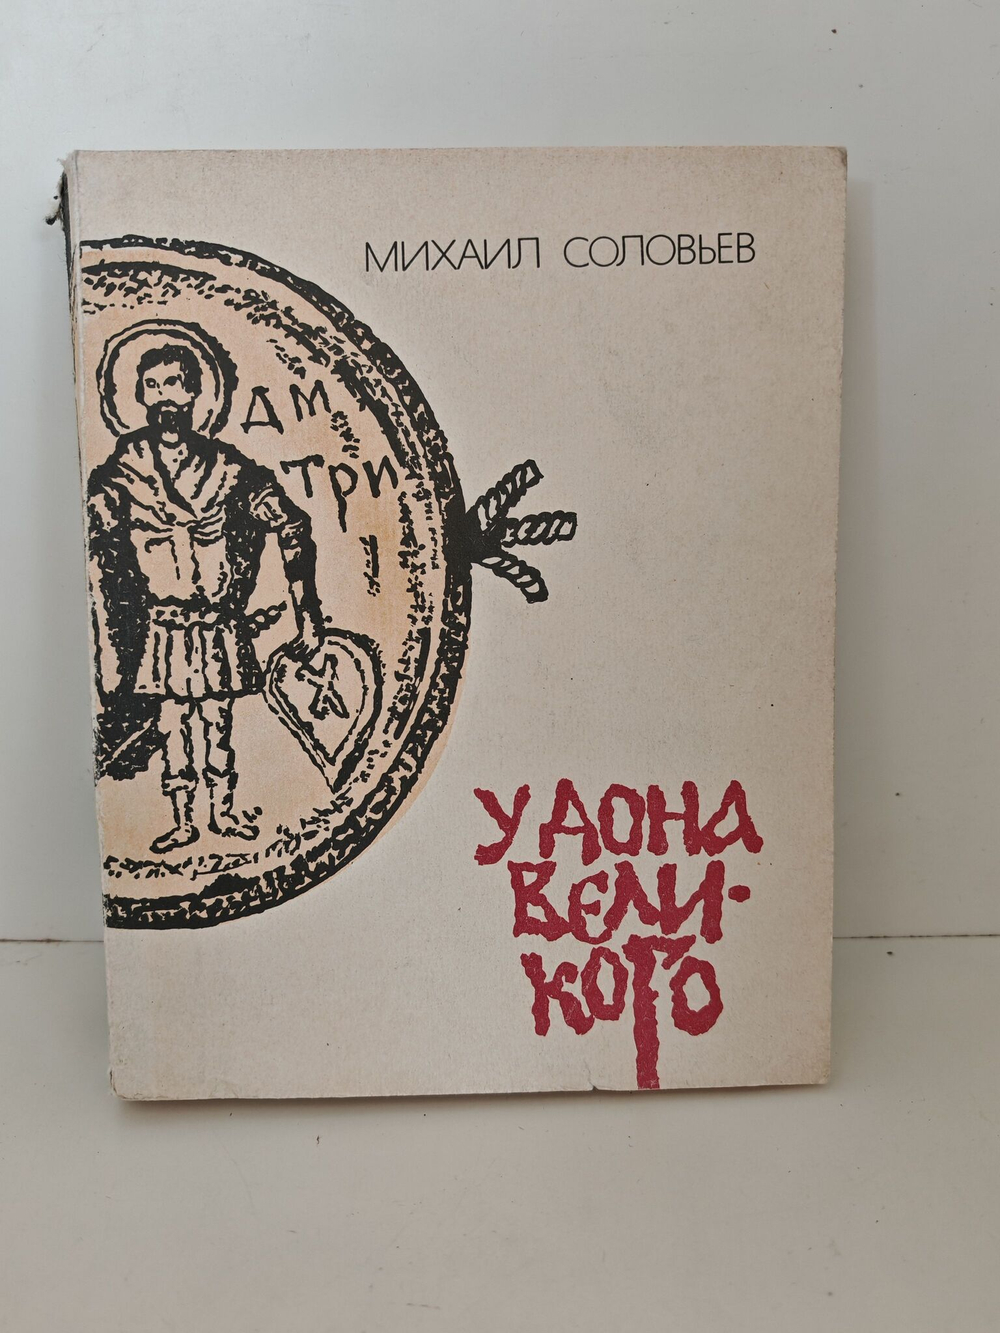 МИХАИЛ СОЛОВЬЕВ
ДМ
ТРИ
У ДОНА
ВЕЛИ-
КОГО